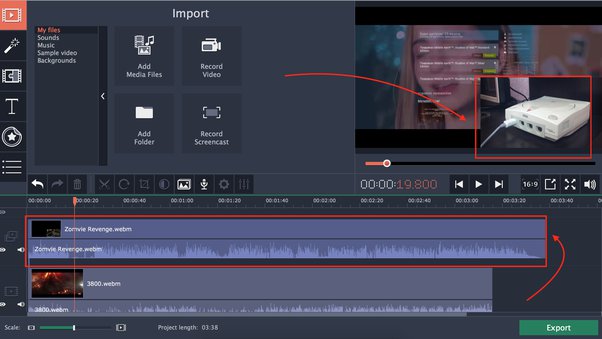 Import
My files
Sounds
Music
Sample video
Backgrounds
Add
Media Files
Record
Video
Add
Folder
Record
Screencast
00:00:19.800
16:9
00:00:00
00:00:20
00:00:40
00:01:00
00:01:20
00:01:40
00:02:00
00:02:20
00:02:40
00:03:00
00:03:20
00:03:40
Zomvie Revenge.webm
Zomvie Revenge.webm
3800.webm
3800.webm
Scale:
Project length: 03:38
Export